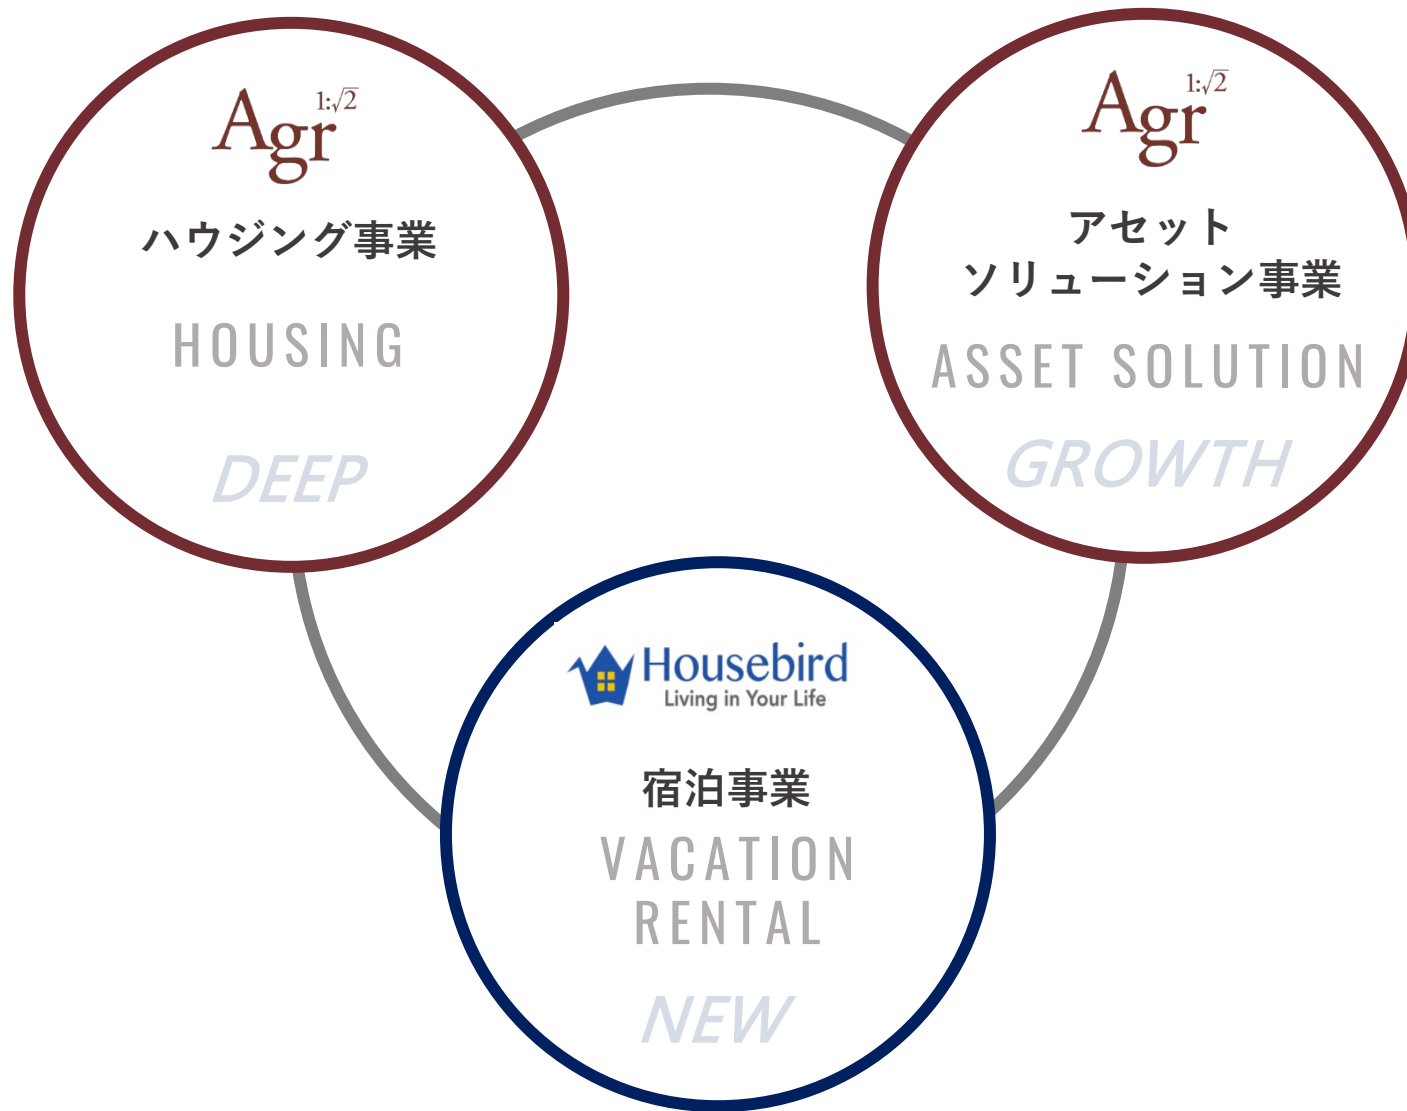 Agr 1:√2
ハウジング事業
HOUSING
DEEP
Agr 1:√2
アセット
ソリューション事業
ASSET SOLUTION
GROWTH
Housebird
Living in Your Life
宿泊事業
VACATION
RENTAL
NEW